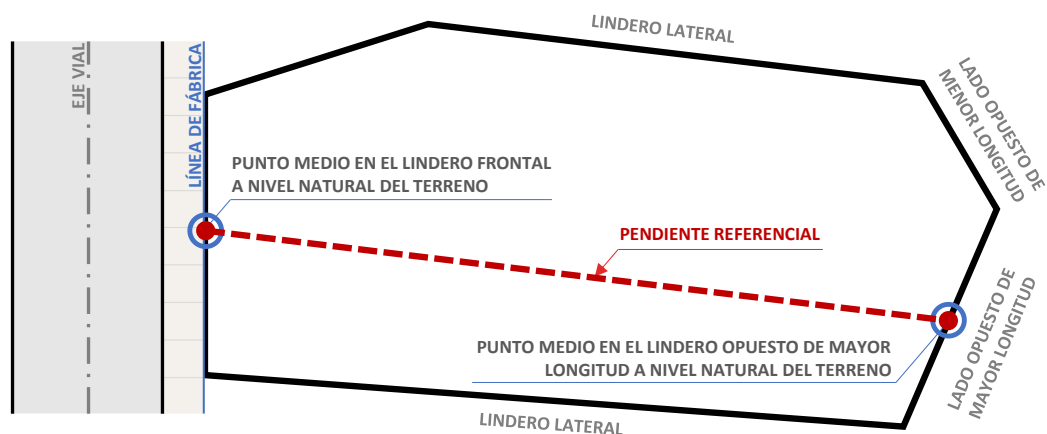 EJE VIAL
LÍNEA DE FÁBRICA
LINDERO LATERAL
LADO OPUESTO DE
MENOR LONGITUD
PUNTO MEDIO EN EL LINDERO FRONTAL
A NIVEL NATURAL DEL TERRENO
PENDIENTE REFERENCIAL
PUNTO MEDIO EN EL LINDERO OPUESTO DE MAYOR
LONGITUD A NIVEL NATURAL DEL TERRENO
LADO OPUESTO DE
MAYOR LONGITUD
LINDERO LATERAL